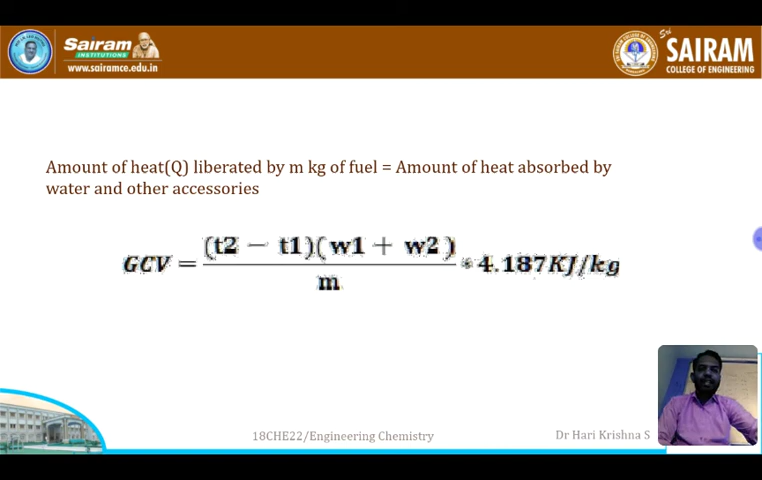 Sairam
INSTITUTIONS
www.sairamce.edu.in
Sri
SAIRAM
COLLEGE OF ENGINEERING
Amount of heat(Q) liberated by m kg of fuel = Amount of heat absorbed by
water and other accessories
GCV = (t2 − t1)(w1 + w2) / m * 4.187KJ/kg
18CHE22/Engineering Chemistry
Dr Hari Krishna S